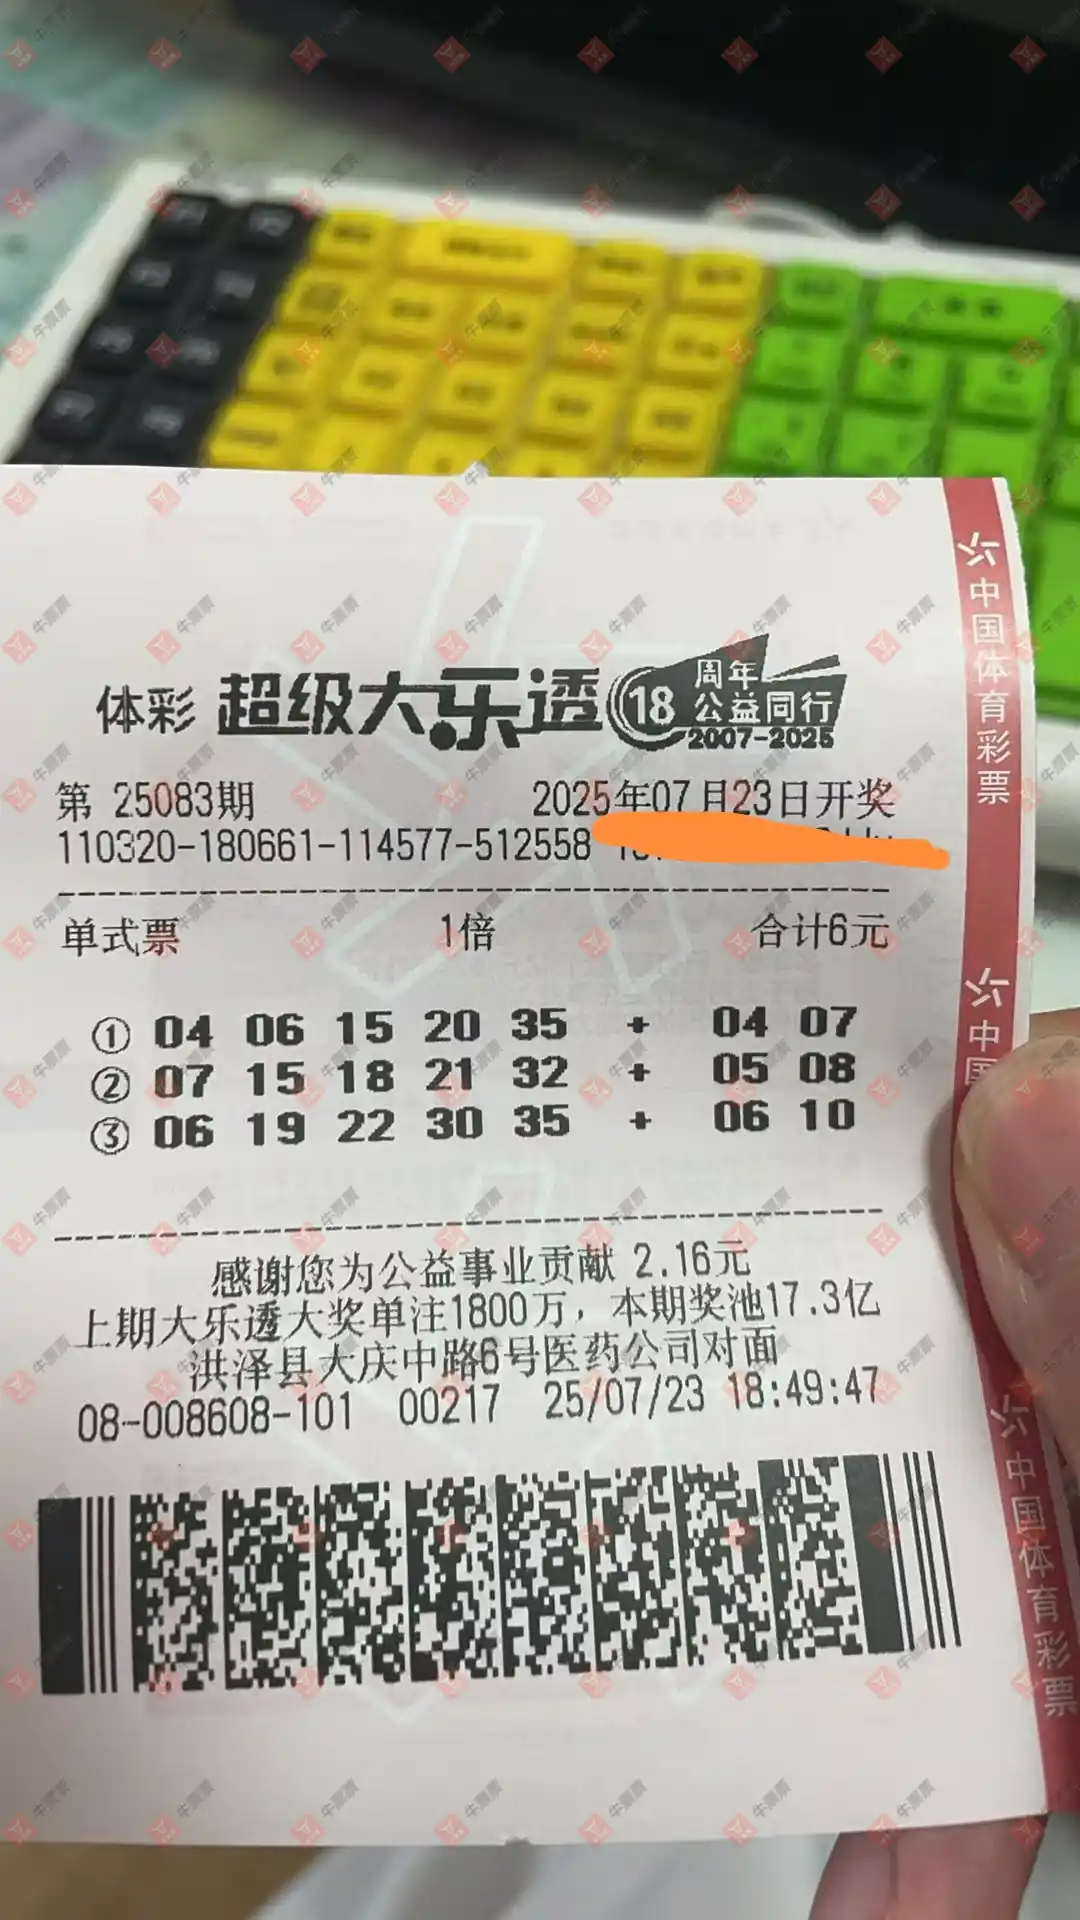 体彩 超级大乐透 18 周年 公益同行 2007-2025
第 25083期 2025年07月23日开奖
110320-180661-114577-512558
单式票 1倍 合计6元
① 04 06 15 20 35 + 04 07
② 07 15 18 21 32 + 05 08
③ 06 19 22 30 35 + 06 10
感谢您为公益事业贡献 2.16元
上期大乐透大奖单注1800万，本期奖池17.3亿
洪泽县大庆中路6号医药公司对面
08-008608-101 00217 25/07/23 18:49:47
中国体育彩票
中国
中国体育彩票
牛票票